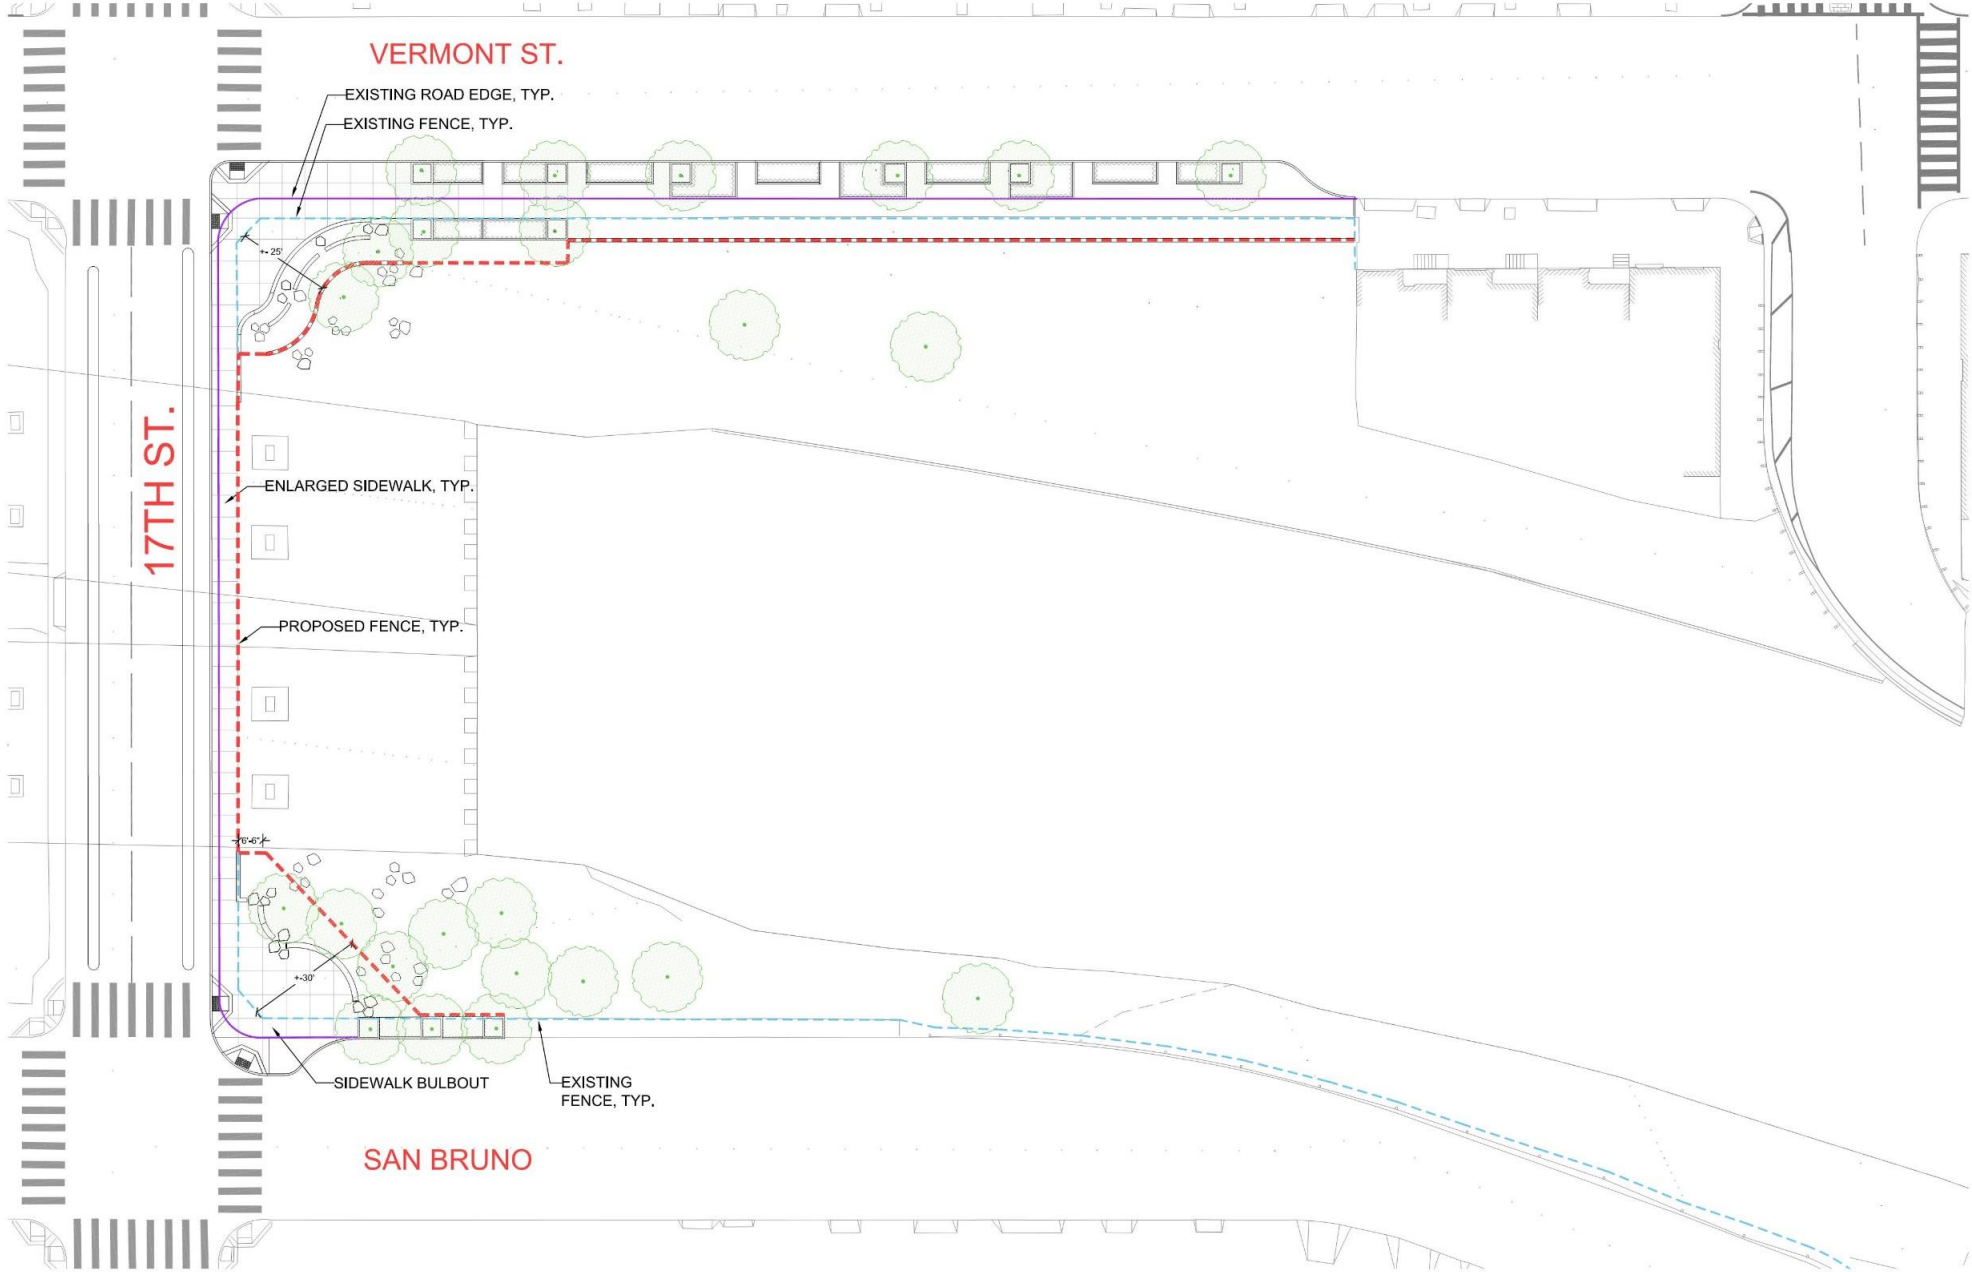 VERMONT ST.
EXISTING ROAD EDGE, TYP.
EXISTING FENCE, TYP.
+- 25'
17TH ST.
ENLARGED SIDEWALK, TYP.
PROPOSED FENCE, TYP.
6'-6"
+-30'
SIDEWALK BULBOUT
EXISTING
FENCE, TYP.
SAN BRUNO